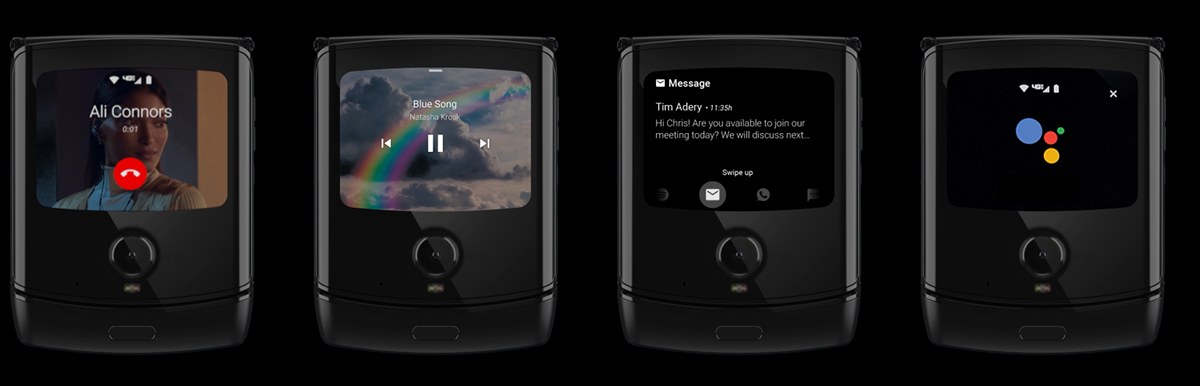 4G
Ali Connors
0:01
Blue Song
Natasha Krosk
Message
Tim Adery • 11:35h
Hi Chris! Are you available to join our
meeting today? We will discuss next...
Swipe up
4G